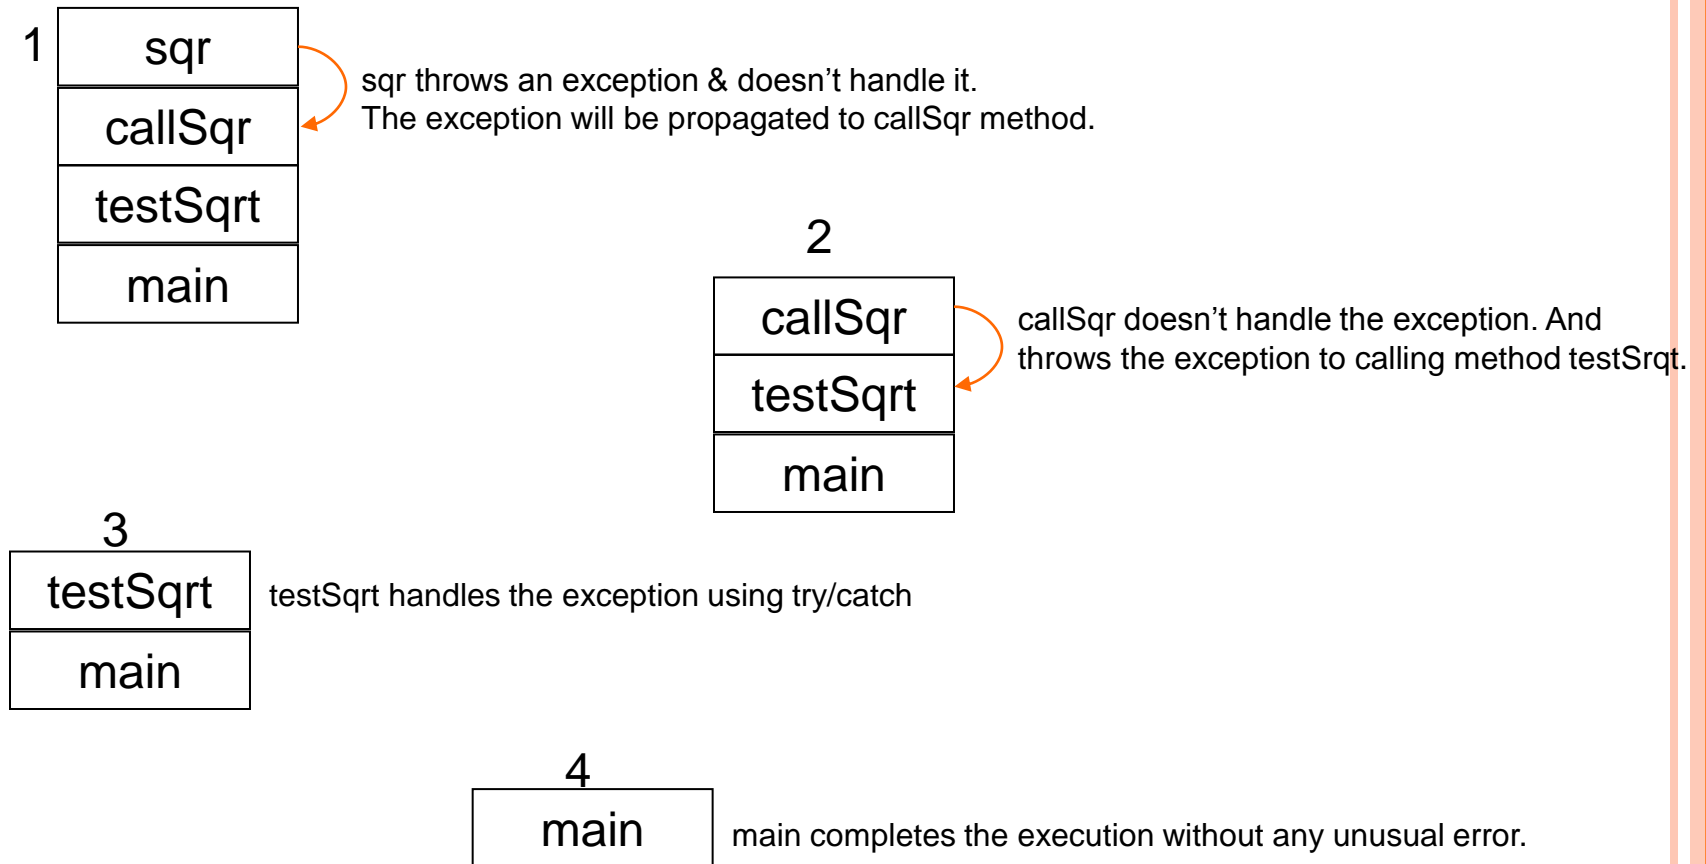 1
sqr
callSqr
testSqrt
main
sqr throws an exception & doesn’t handle it.
The exception will be propagated to callSqr method.
2
callSqr
testSqrt
main
callSqr doesn’t handle the exception. And
throws the exception to calling method testSrqt.
3
testSqrt
main
testSqrt handles the exception using try/catch
4
main
main completes the execution without any unusual error.